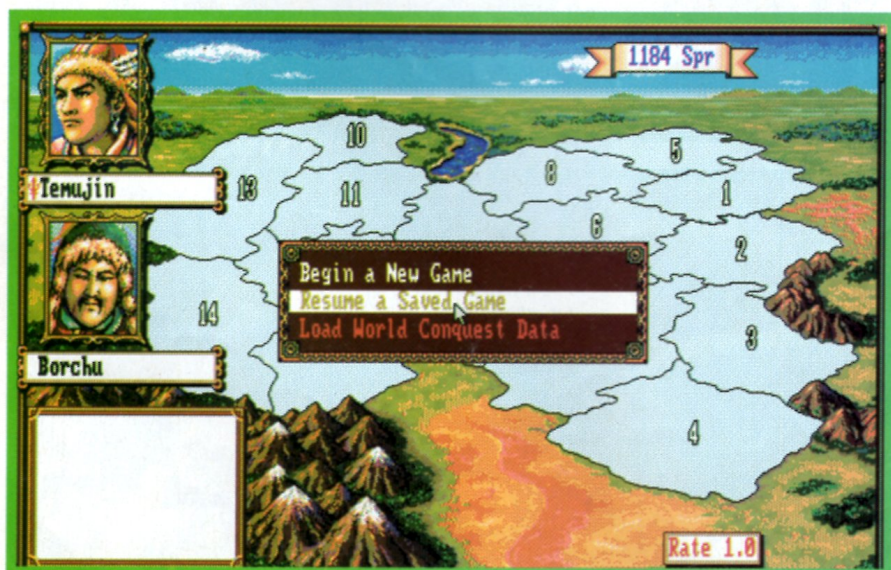 1184 Spr
10
5
8
13
11
1
Temujin
6
2
Begin a New Game
Resume a Saved Game
14
Load World Conquest Data
3
Borchu
4
Rate 1.0